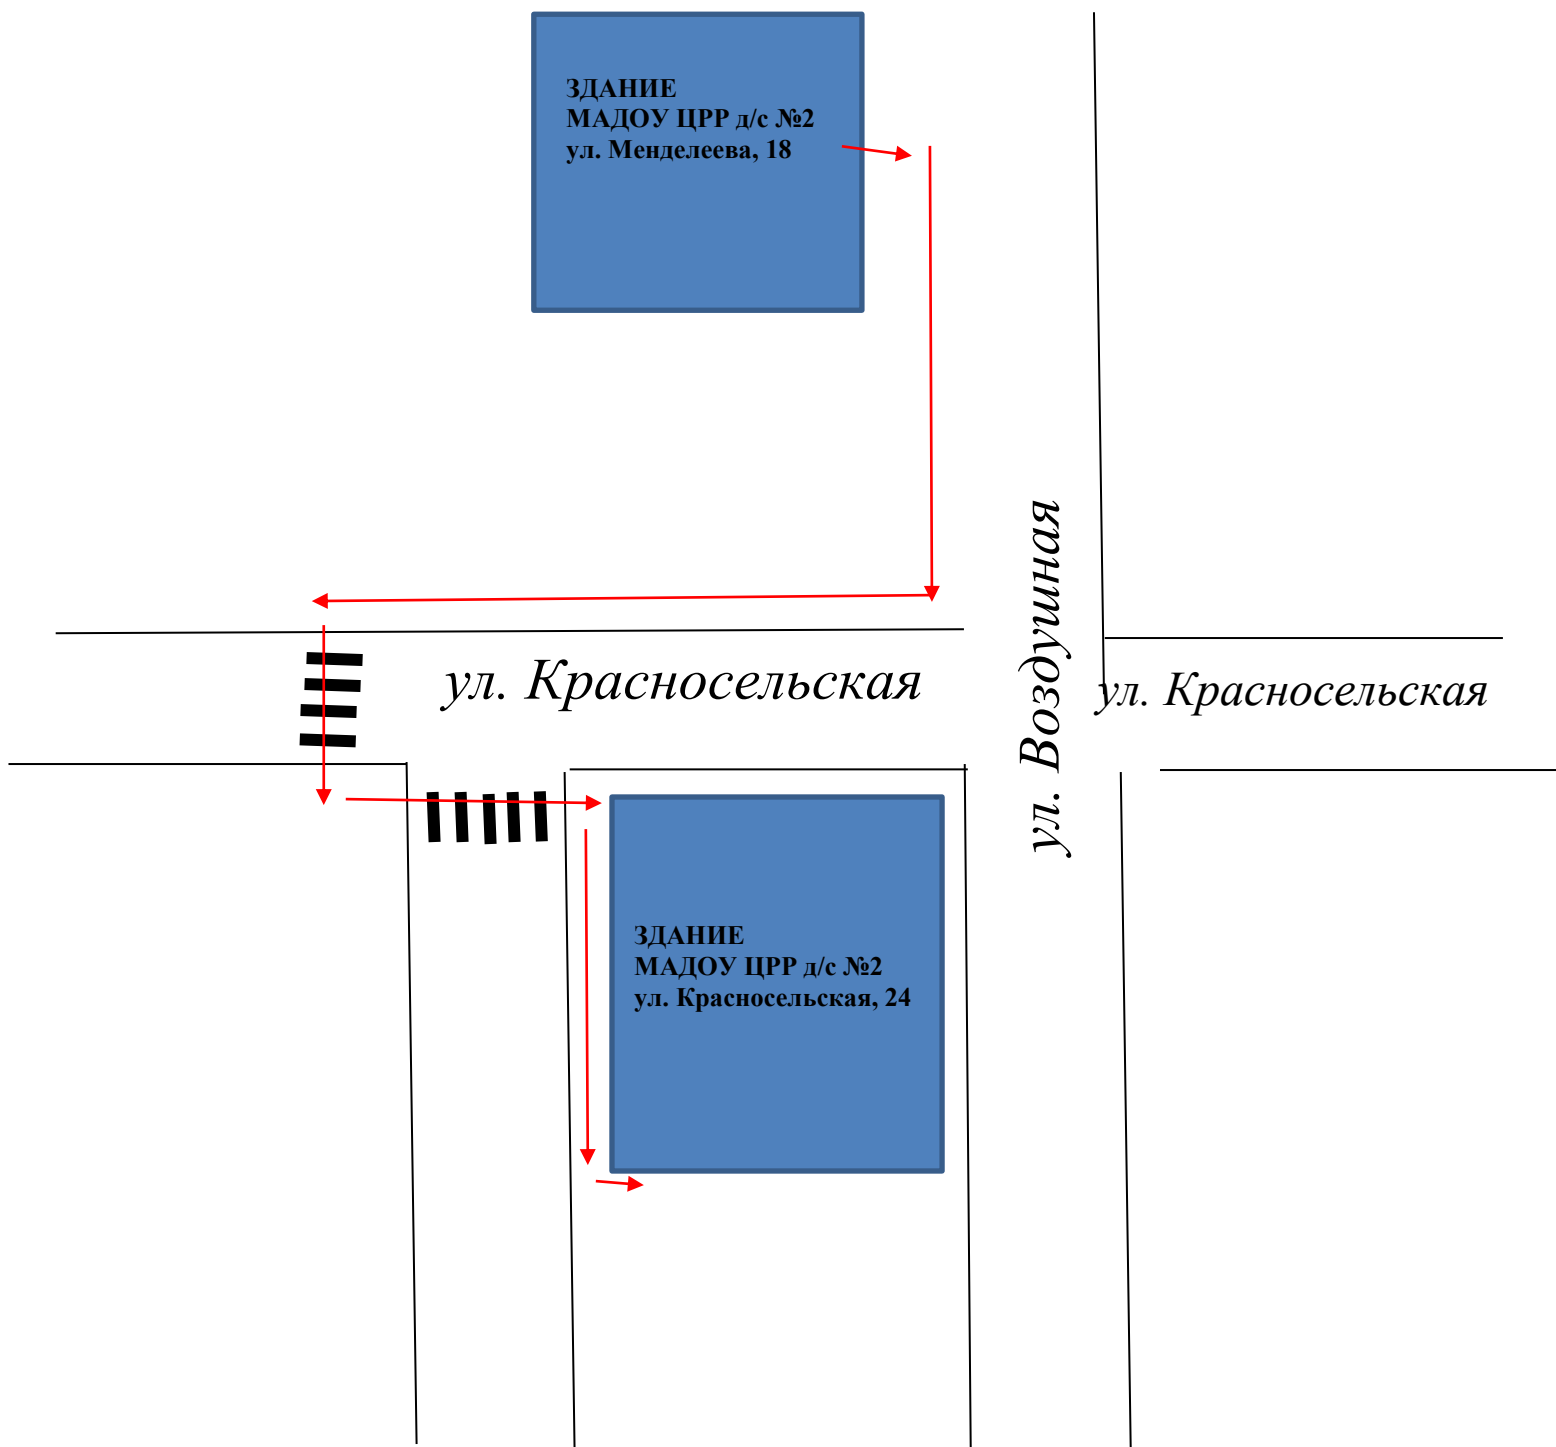 ЗДАНИЕ
МАДОУ ЦРР д/с №2
ул. Менделеева, 18
ул. Воздушная
ул. Красносельская
ул. Красносельская
ЗДАНИЕ
МАДОУ ЦРР д/с №2
ул. Красносельская, 24